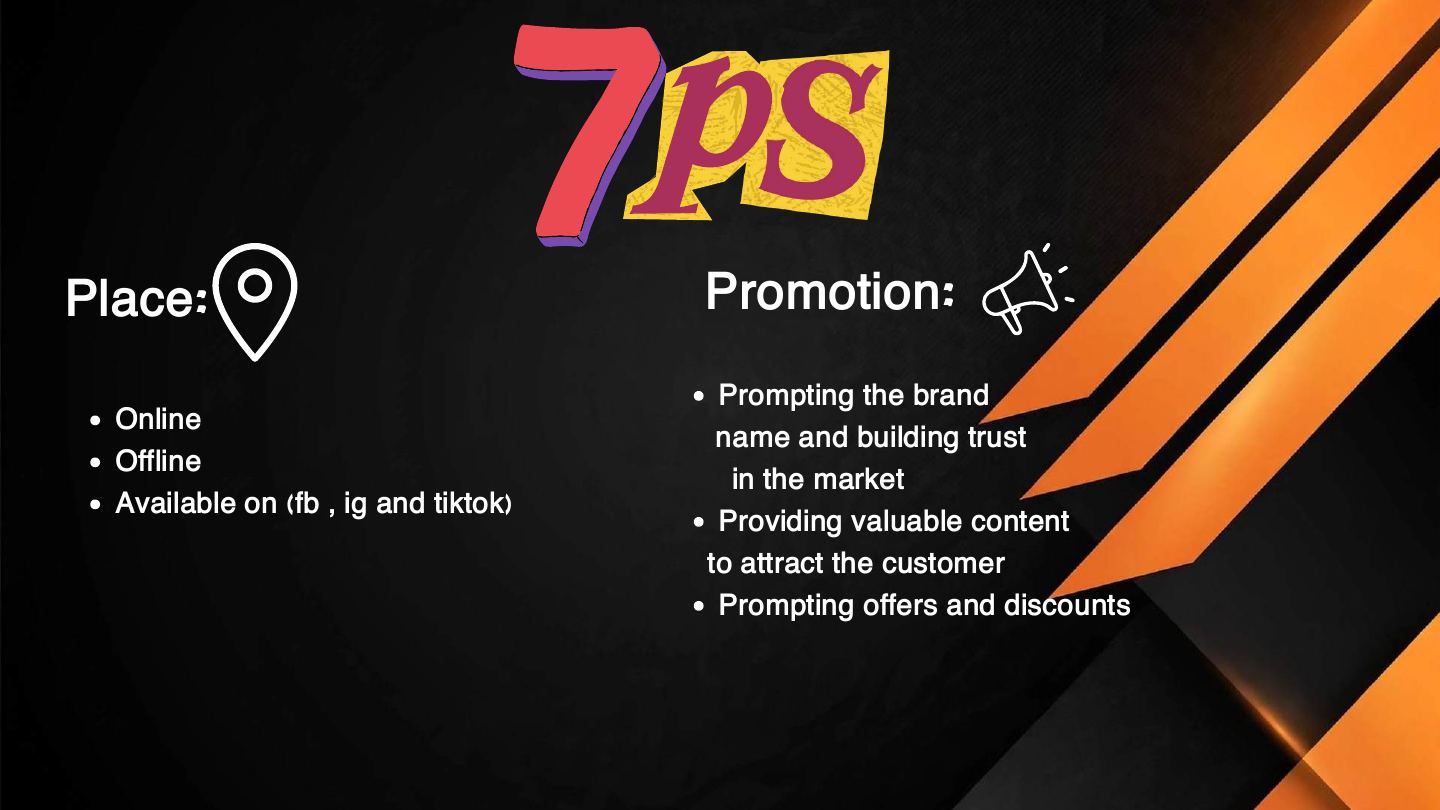 7ps
Place:
• Online
• Offline
• Available on (fb , ig and tiktok)
Promotion:
• Prompting the brand
name and building trust
in the market
• Providing valuable content
to attract the customer
• Prompting offers and discounts